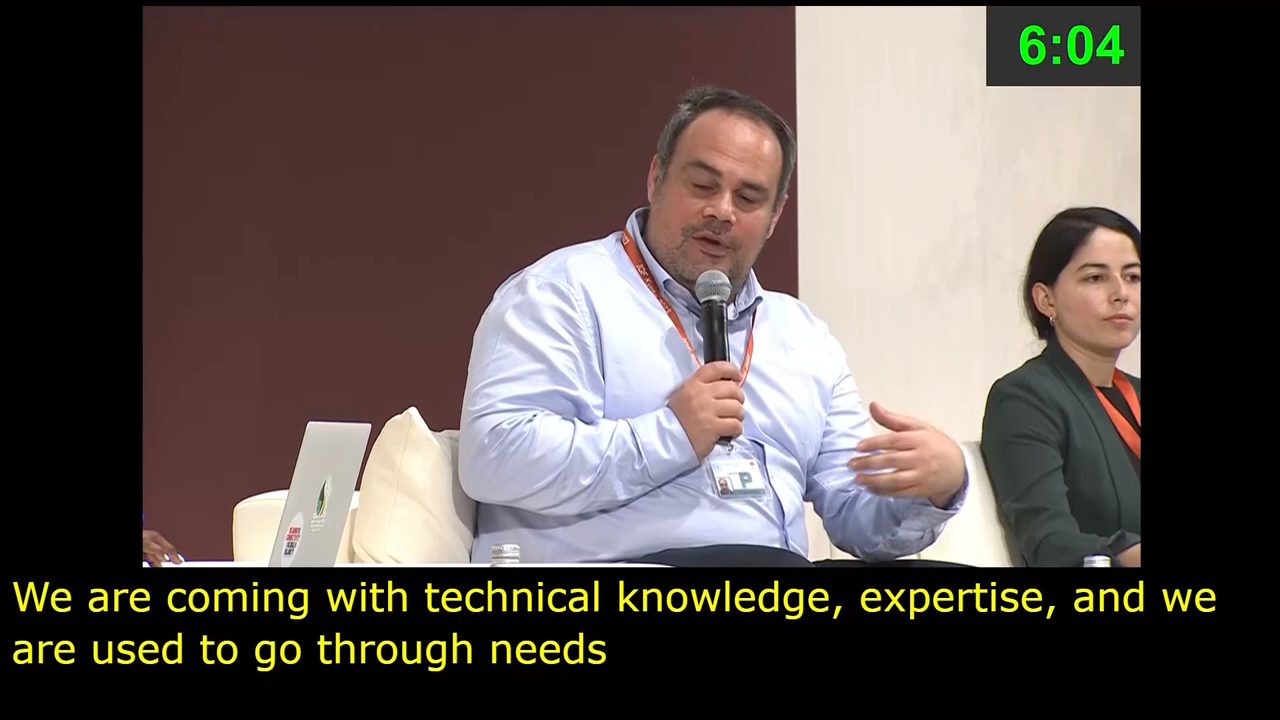 6:04
P
We are coming with technical knowledge, expertise, and we
are used to go through needs